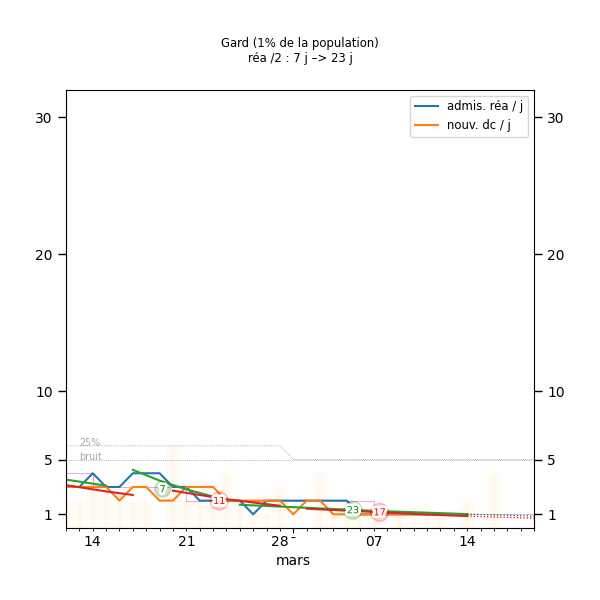 Gard (1% de la population)
réa /2 : 7 j –> 23 j
admis. réa / j
nouv. dc / j
30 30
20 20
10 10
25%
bruit
5 5
7
11
23
17
1 1
14 21 28 07 14
mars